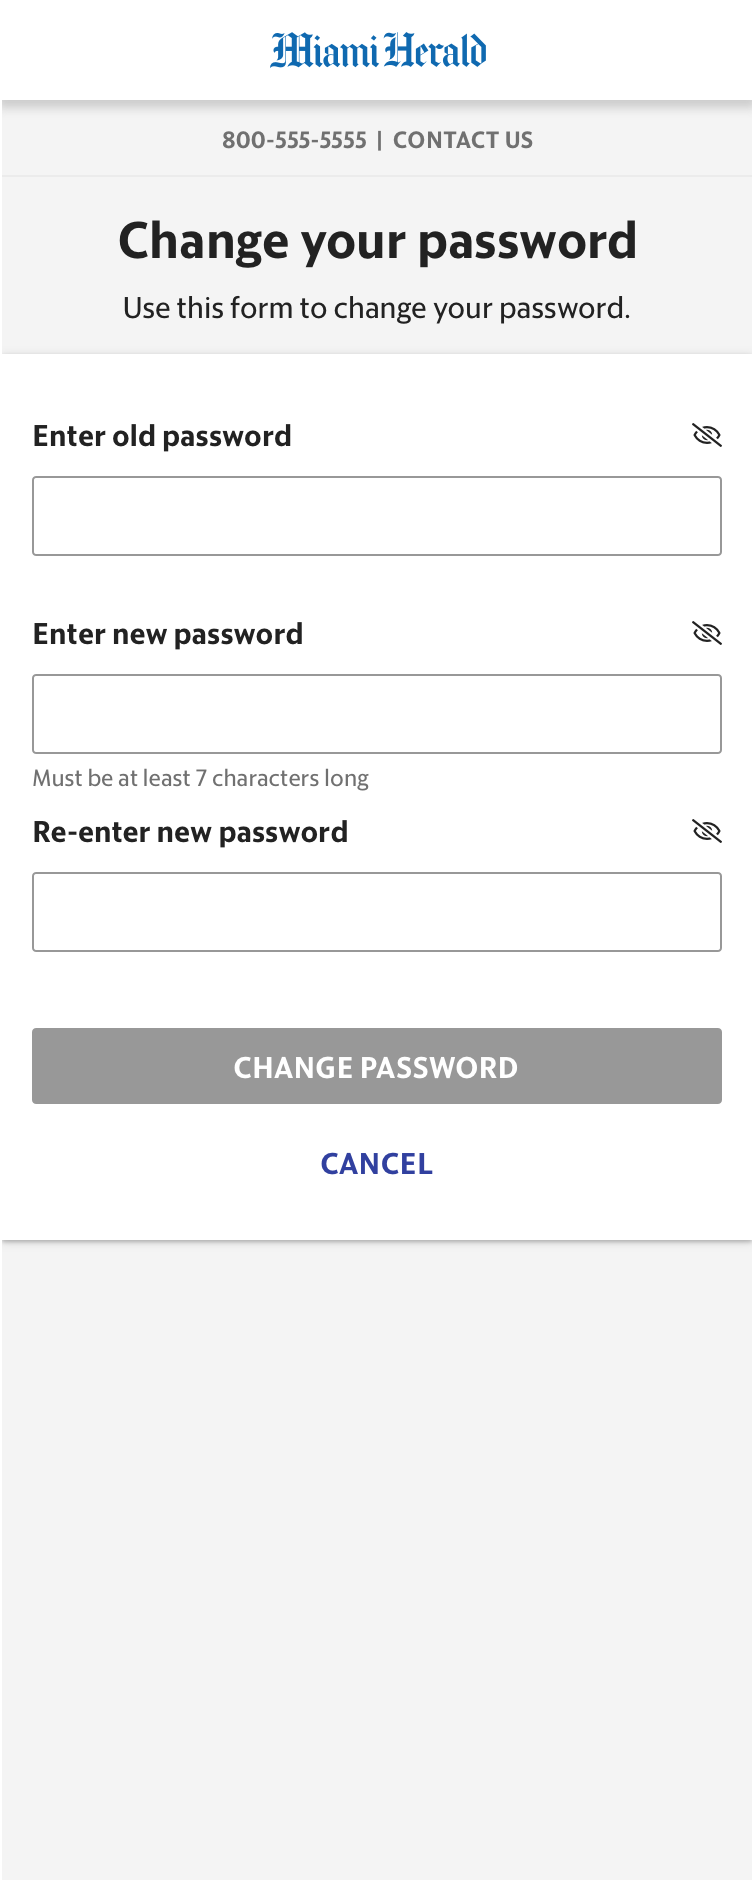 Miami Herald
800-555-5555 | CONTACT US
Change your password
Use this form to change your password.
Enter old password
Enter new password
Must be at least 7 characters long
Re-enter new password
CHANGE PASSWORD
CANCEL